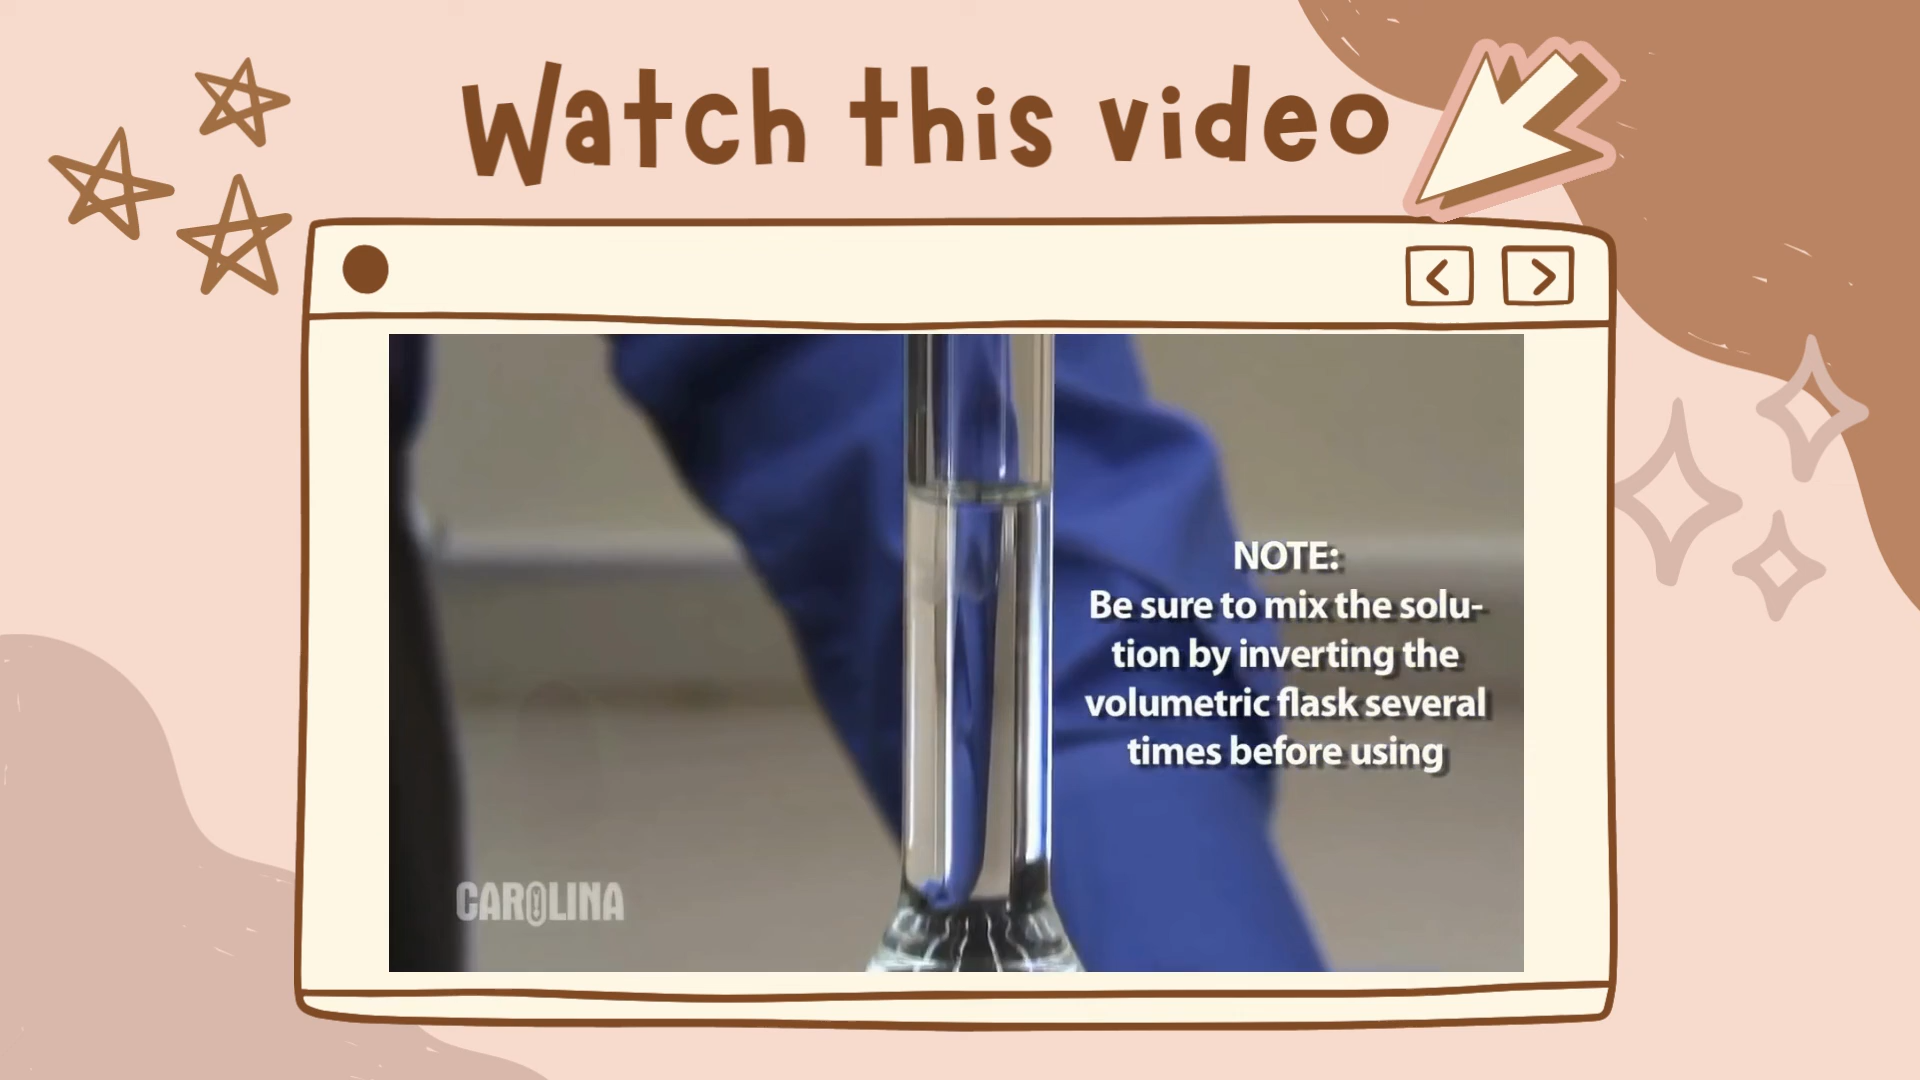 Watch this video
NOTE:
Be sure to mix the solu-
tion by inverting the
volumetric flask several
times before using
CAROLINA